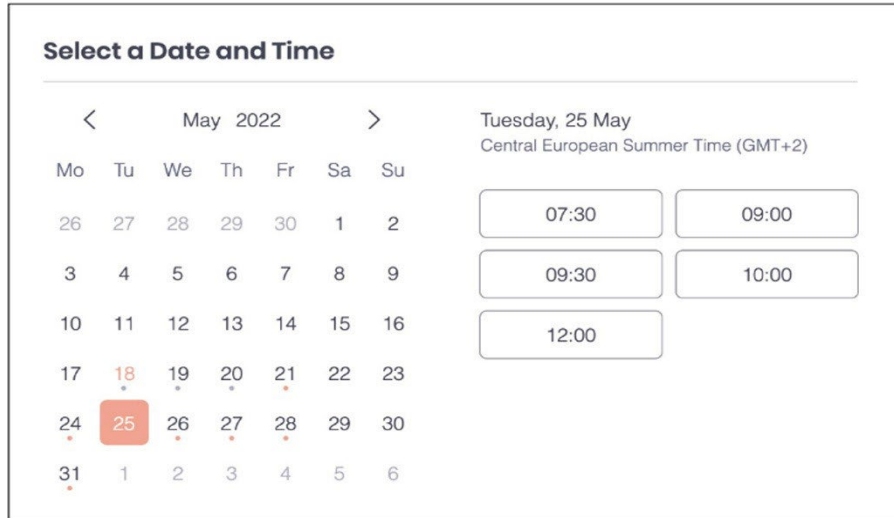 Select a Date and Time
< May 2022 >
Mo Tu We Th Fr Sa Su
26 27 28 29 30 1 2
3 4 5 6 7 8 9
10 11 12 13 14 15 16
17 18 19 20 21 22 23
24 25 26 27 28 29 30
31 1 2 3 4 5 6
Tuesday, 25 May
Central European Summer Time (GMT+2)
07:30 09:00
09:30 10:00
12:00